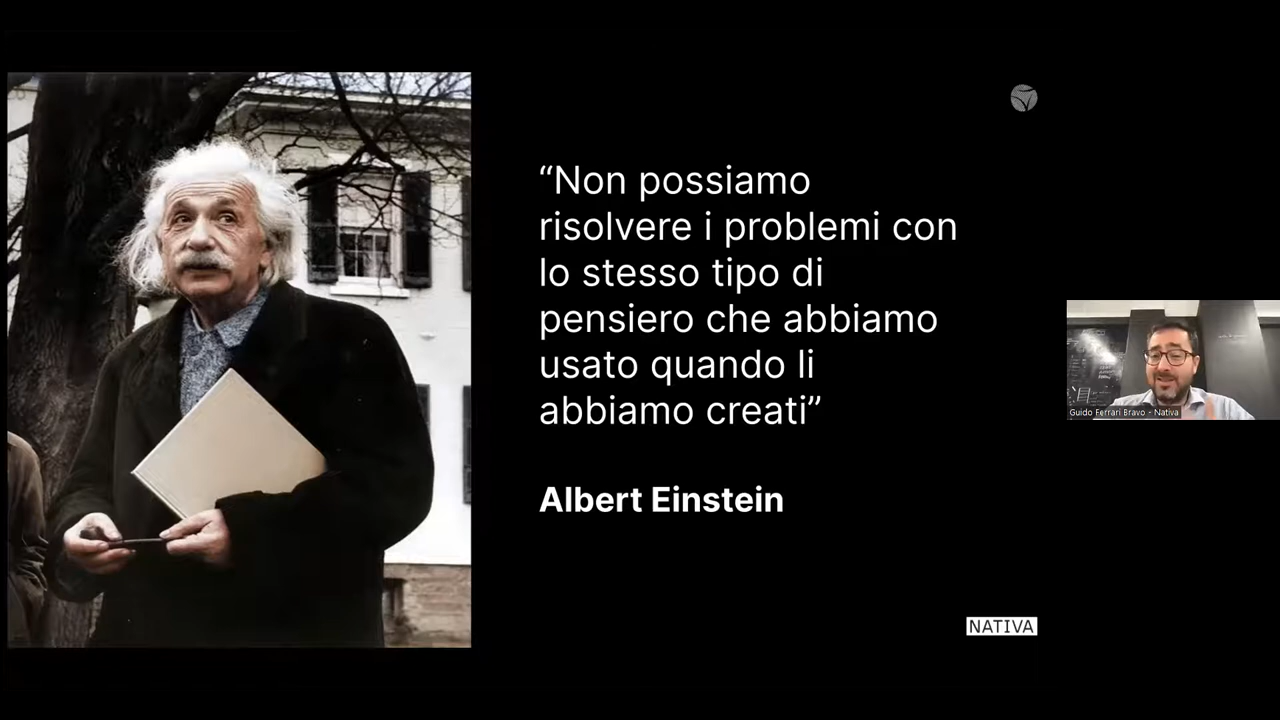 “Non possiamo
risolvere i problemi con
lo stesso tipo di
pensiero che abbiamo
usato quando li
abbiamo creati”
Albert Einstein
Guido Ferrari Bravo - Nativa
NATIVA